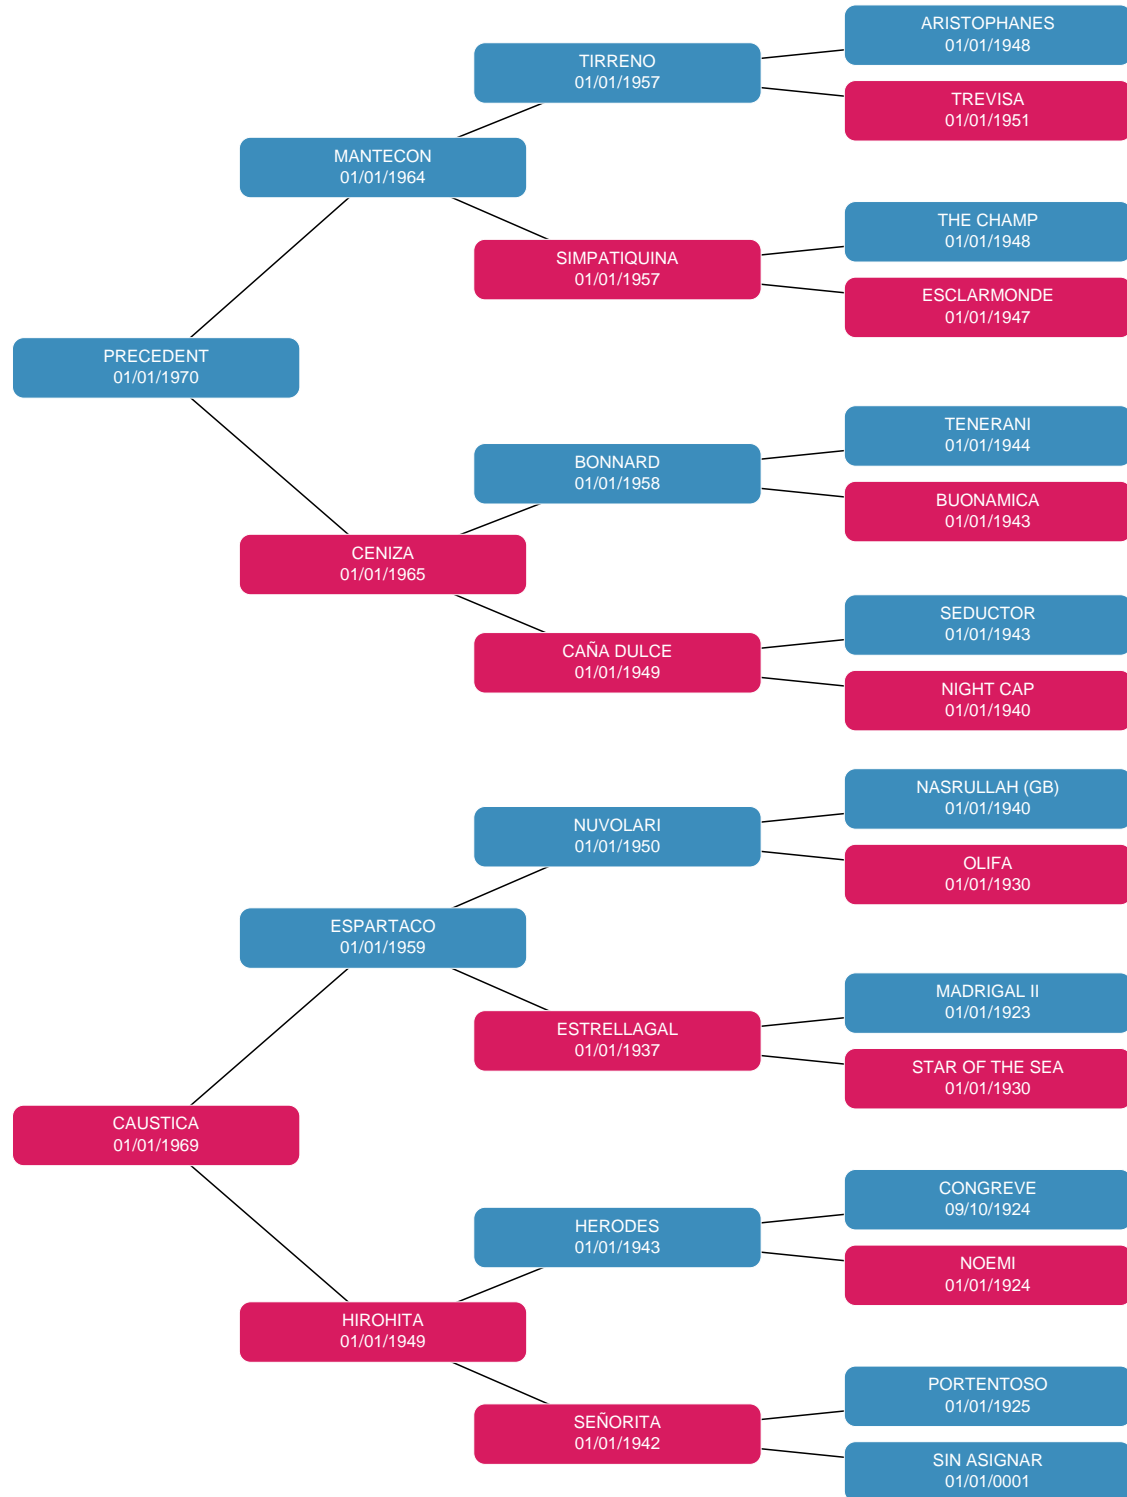 ARISTOPHANES
01/01/1948
TIRRENO
01/01/1957
TREVISA
01/01/1951
MANTECON
01/01/1964
THE CHAMP
01/01/1948
SIMPATIQUINA
01/01/1957
ESCLARMONDE
01/01/1947
PRECEDENT
01/01/1970
TENERANI
01/01/1944
BONNARD
01/01/1958
BUONAMICA
01/01/1943
CENIZA
01/01/1965
SEDUCTOR
01/01/1943
CAÑA DULCE
01/01/1949
NIGHT CAP
01/01/1940
NASRULLAH (GB)
01/01/1940
NUVOLARI
01/01/1950
OLIFA
01/01/1930
ESPARTACO
01/01/1959
MADRIGAL II
01/01/1923
ESTRELLAGAL
01/01/1937
STAR OF THE SEA
01/01/1930
CAUSTICA
01/01/1969
CONGREVE
09/10/1924
HERODES
01/01/1943
NOEMI
01/01/1924
HIROHITA
01/01/1949
PORTENTOSO
01/01/1925
SEÑORITA
01/01/1942
SIN ASIGNAR
01/01/0001